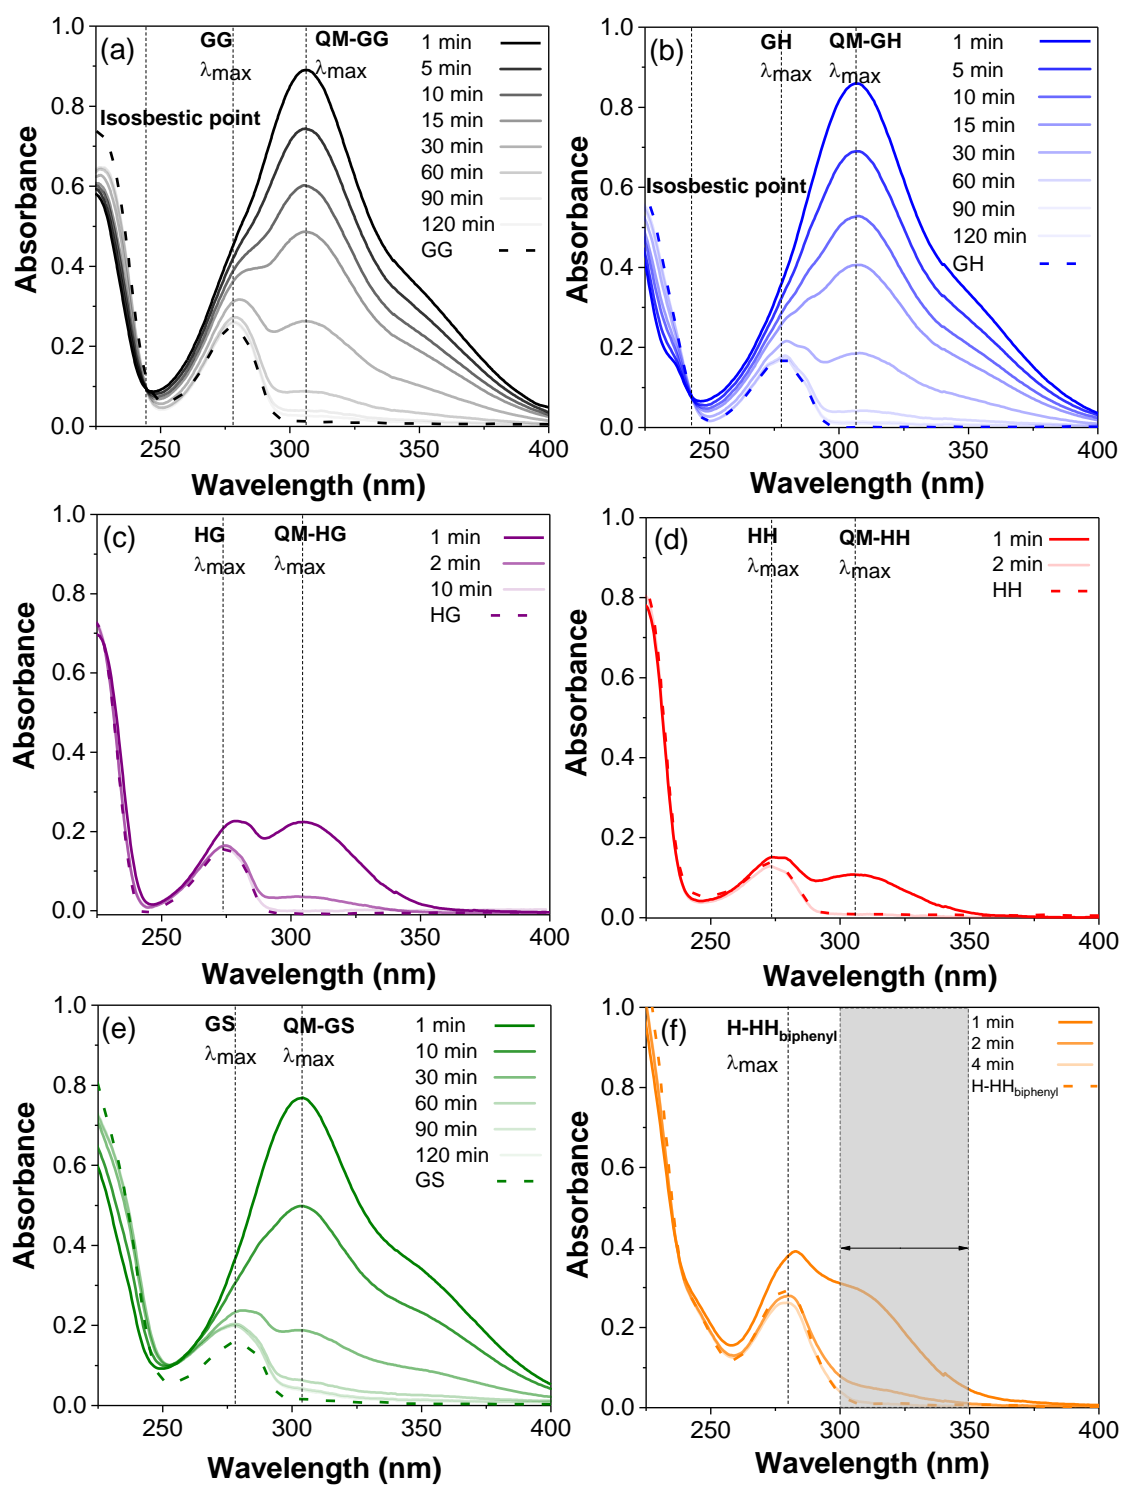 (a)
GG
λmax
QM-GG
λmax
Isosbestic point
1 min
5 min
10 min
15 min
30 min
60 min
90 min
120 min
GG
1.0
0.8
0.6
0.4
0.2
0.0
250
300
350
400
Absorbance
Wavelength (nm)
(b)
GH
λmax
QM-GH
λmax
Isosbestic point
1 min
5 min
10 min
15 min
30 min
60 min
90 min
120 min
GH
1.0
0.8
0.6
0.4
0.2
0.0
250
300
350
400
Absorbance
Wavelength (nm)
(c)
HG
λmax
QM-HG
λmax
1 min
2 min
10 min
HG
1.0
0.8
0.6
0.4
0.2
0.0
250
300
350
400
Absorbance
Wavelength (nm)
(d)
HH
λmax
QM-HH
λmax
1 min
2 min
HH
1.0
0.8
0.6
0.4
0.2
0.0
250
300
350
400
Absorbance
Wavelength (nm)
(e)
GS
λmax
QM-GS
λmax
1 min
10 min
30 min
60 min
90 min
120 min
GS
1.0
0.8
0.6
0.4
0.2
0.0
250
300
350
400
Absorbance
Wavelength (nm)
(f)
H-HHbiphenyl
λmax
1 min
2 min
4 min
H-HHbiphenyl
1.0
0.8
0.6
0.4
0.2
0.0
250
300
350
400
Absorbance
Wavelength (nm)